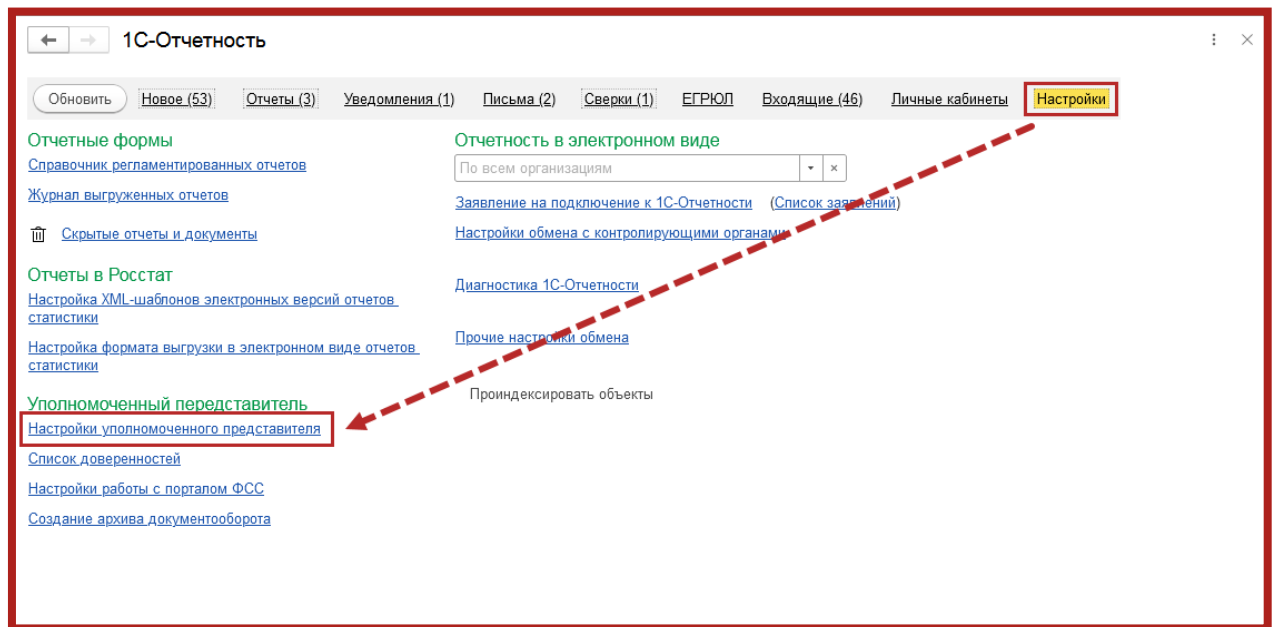 1С-Отчетность
Обновить Новое (53) Отчеты (3) Уведомления (1) Письма (2) Сверки (1) ЕГРЮЛ Входящие (46) Личные кабинеты Настройки
Отчетные формы
Справочник регламентированных отчетов
Журнал выгруженных отчетов
Скрытые отчеты и документы
Отчеты в Росстат
Настройка XML-шаблонов электронных версий отчетов
статистики
Настройка формата выгрузки в электронном виде отчетов
статистики
Уполномоченный передставитель
Настройки уполномоченного представителя
Список доверенностей
Настройки работы с порталом ФСС
Создание архива документооборота
Отчетность в электронном виде
По всем организациям
Заявление на подключение к 1С-Отчетности (Список заявлений)
Настройки обмена с контролирующими органами
Диагностика 1С-Отчетности
Прочие настройки обмена
Проиндексировать объекты